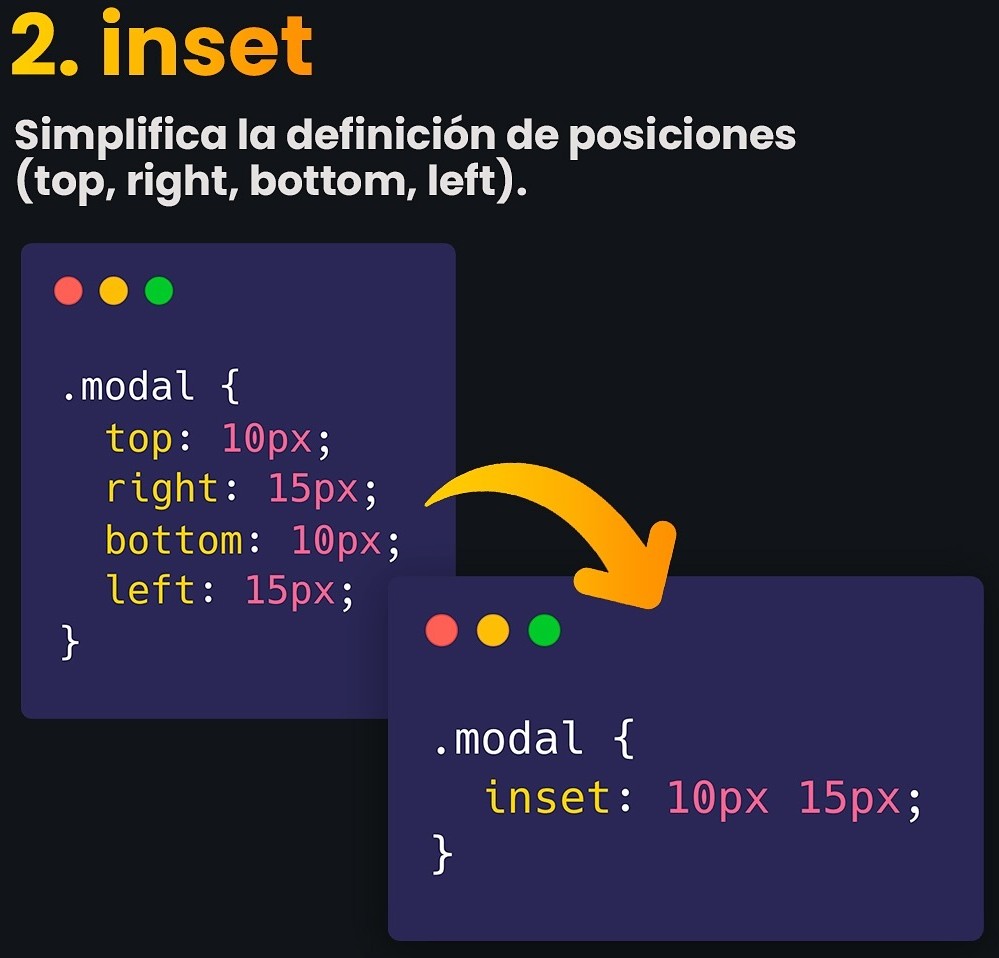 2. inset
Simplifica la definición de posiciones
(top, right, bottom, left).
.modal {
  top: 10px;
  right: 15px;
  bottom: 10px;
  left: 15px;
}
.modal {
  inset: 10px 15px;
}